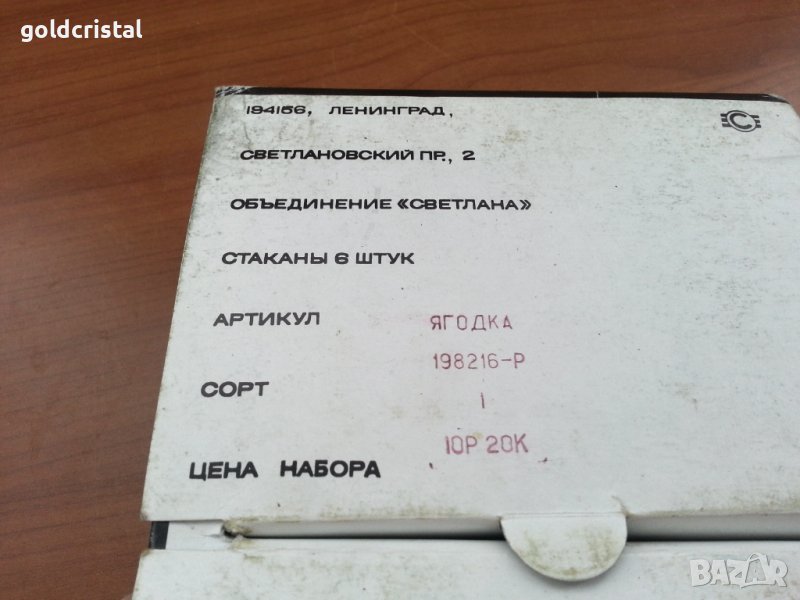 goldcristal
194156, ЛЕНИНГРАД,
СВЕТЛАНОВСКИЙ ПР., 2
ОБЪЕДИНЕНИЕ «СВЕТЛАНА»
СТАКАНЫ 6 ШТУК
АРТИКУЛ ЯГОДКА
198216-Р
СОРТ 1
ЦЕНА НАБОРА 10Р 20К
BAZAR